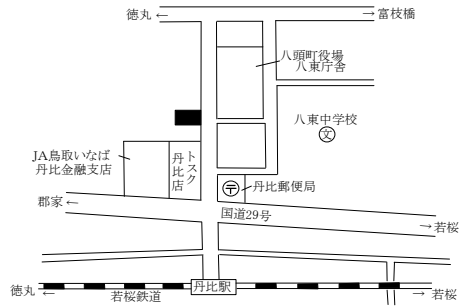 徳丸 ←
→ 富枝橋
八頭町役場
八東庁舎
八東中学校
文
JA鳥取いなば
丹比金融支店
トスク
丹比店
〒
丹比郵便局
郡家 ←
国道29号
→ 若桜
徳丸 ←
若桜鉄道
丹比駅
→ 若桜